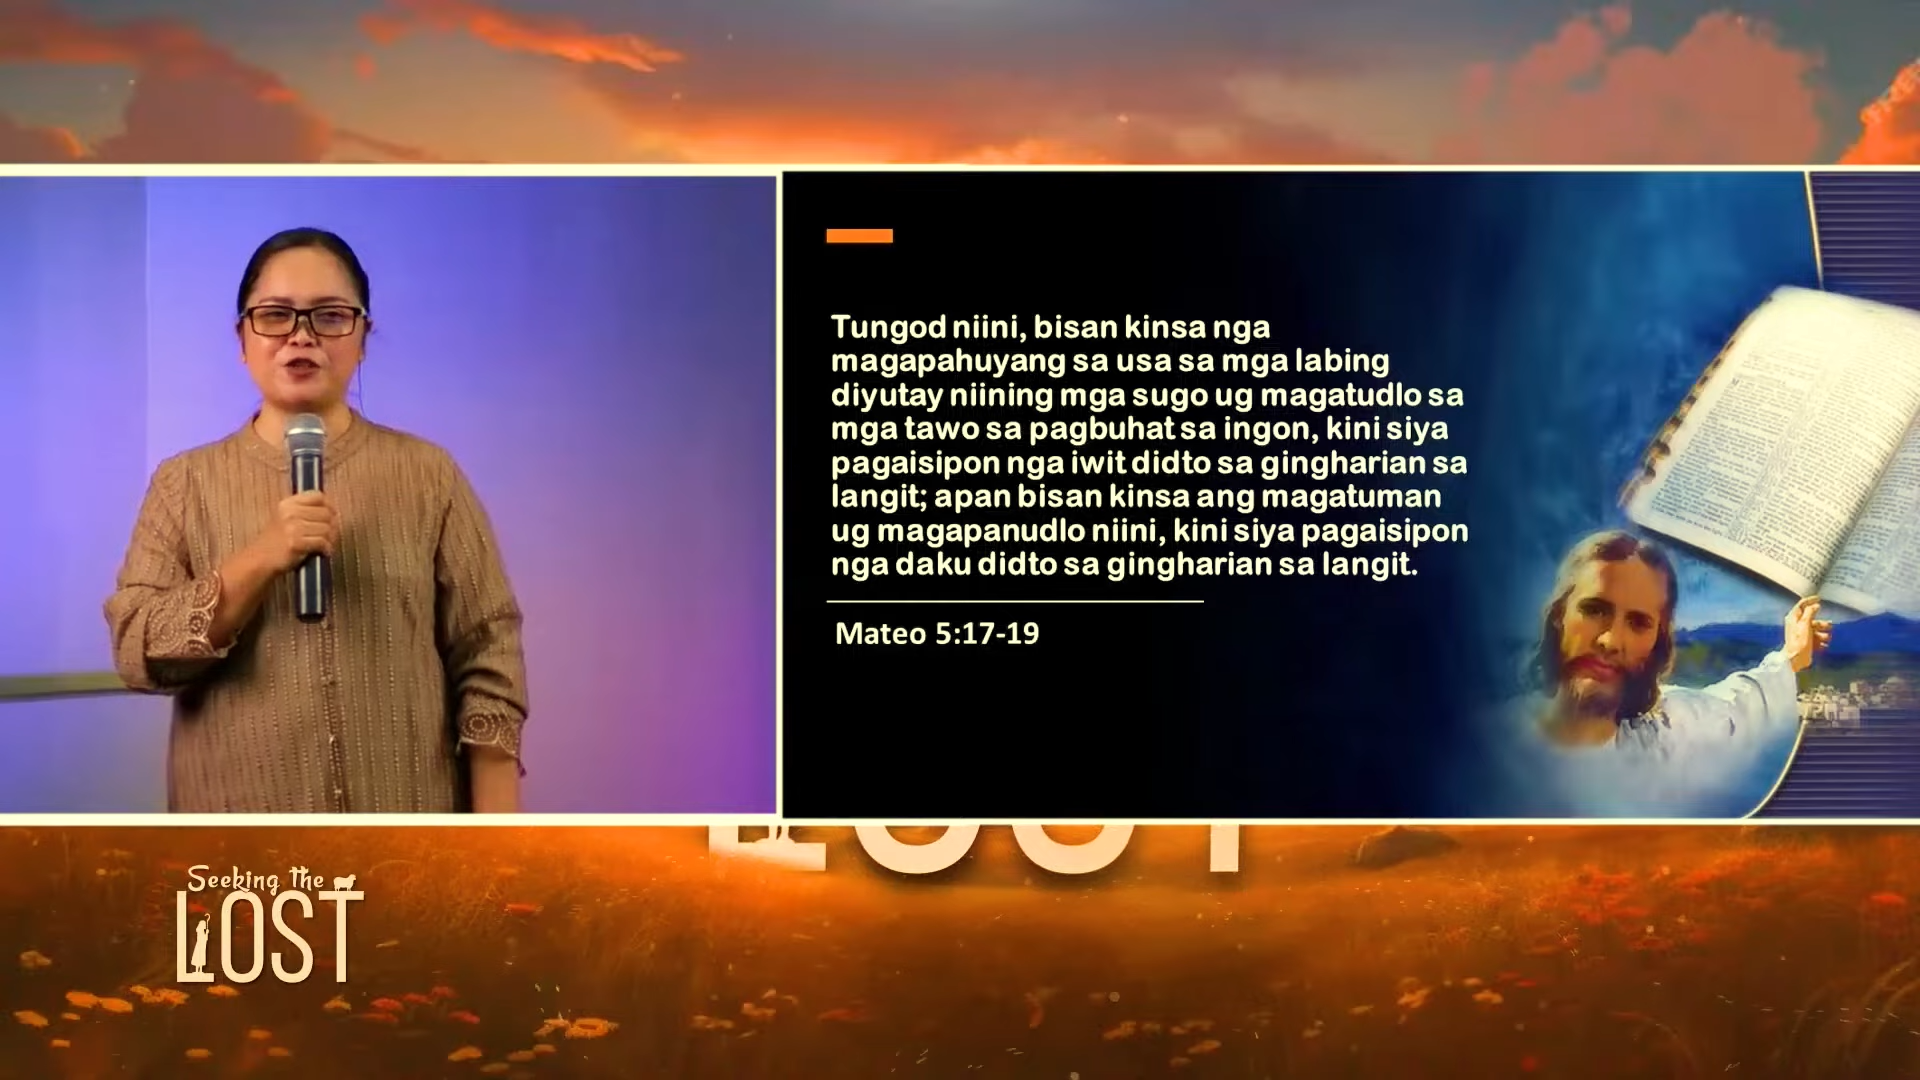 Tungod niini, bisan kinsa nga
magapahuyang sa usa sa mga labing
diyutay niining mga sugo ug magatudlo sa
mga tawo sa pagbuhat sa ingon, kini siya
pagaisipon nga iwit didto sa gingharian sa
langit; apan bisan kinsa ang magatuman
ug magapanudlo niini, kini siya pagaisipon
nga daku didto sa gingharian sa langit.
Mateo 5:17-19
LOST
Seeking the
LOST